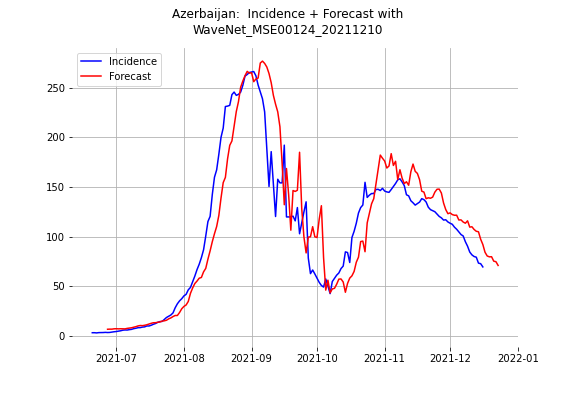 Azerbaijan:  Incidence + Forecast with
WaveNet_MSE00124_20211210
Incidence
Forecast
250
200
150
100
50
0
2021-07 2021-08 2021-09 2021-10 2021-11 2021-12 2022-01